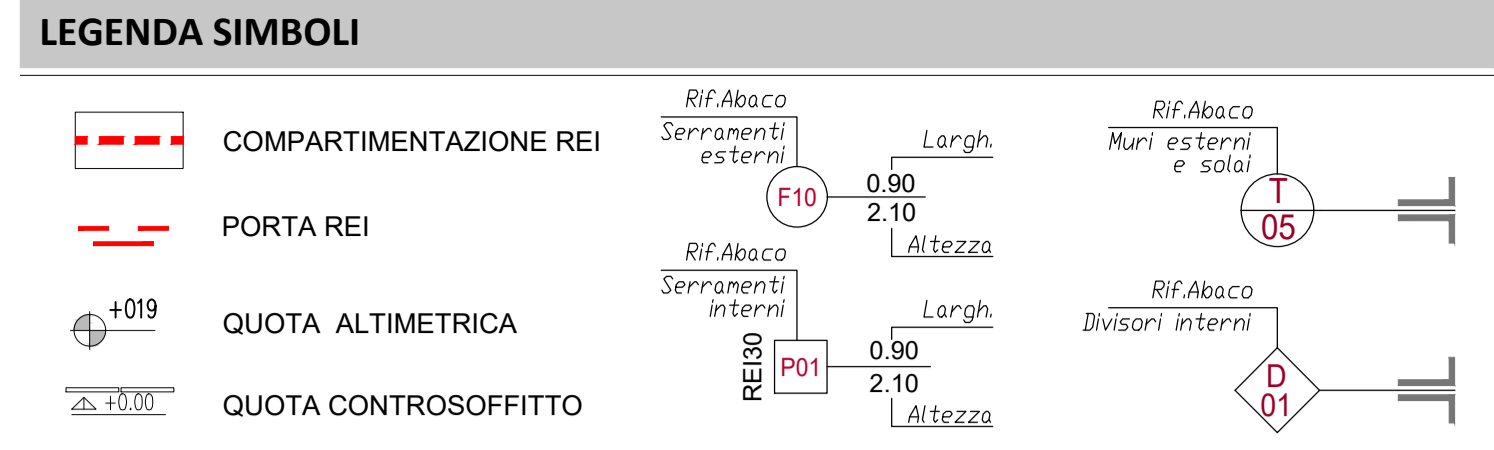 LEGENDA SIMBOLI
COMPARTIMENTAZIONE REI
PORTA REI
+019
QUOTA ALTIMETRICA
+0.00
QUOTA CONTROSOFFITTO
Rif.Abaco
Serramenti
esterni
Largh.
F10
0.90
2.10
Altezza
Rif.Abaco
Serramenti
interni
Largh.
REI30
P01
0.90
2.10
Altezza
Rif.Abaco
Muri esterni
e solai
T
05
Rif.Abaco
Divisori interni
D
01